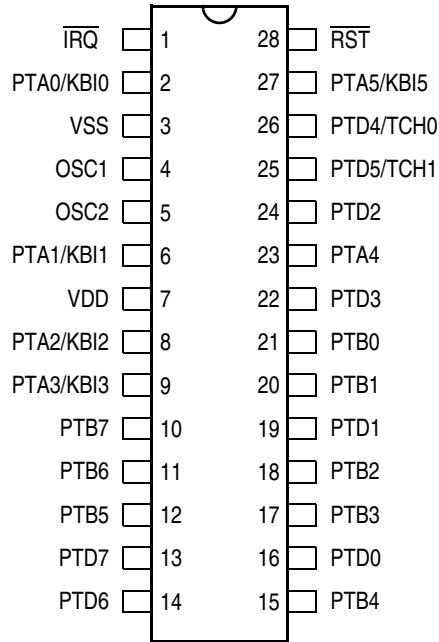 IRQ 1 28 RST
PTA0/KBI0 2 27 PTA5/KBI5
VSS 3 26 PTD4/TCH0
OSC1 4 25 PTD5/TCH1
OSC2 5 24 PTD2
PTA1/KBI1 6 23 PTA4
VDD 7 22 PTD3
PTA2/KBI2 8 21 PTB0
PTA3/KBI3 9 20 PTB1
PTB7 10 19 PTD1
PTB6 11 18 PTB2
PTB5 12 17 PTB3
PTD7 13 16 PTD0
PTD6 14 15 PTB4